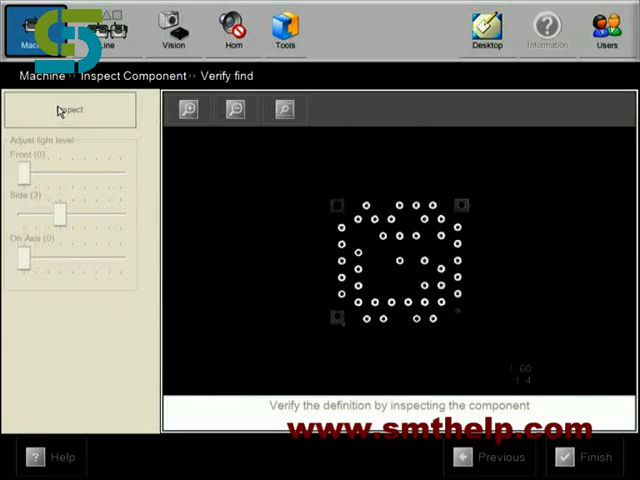 Line
Vision
Hom
Tools
Desktop
Information
Users
Machine Inspect Component Verify find
Adjust light level
Front (0)
Side (3)
On Axis (0)
Verify the definition by inspecting the component
www.smthelp.com
? Help
Previous
Finish